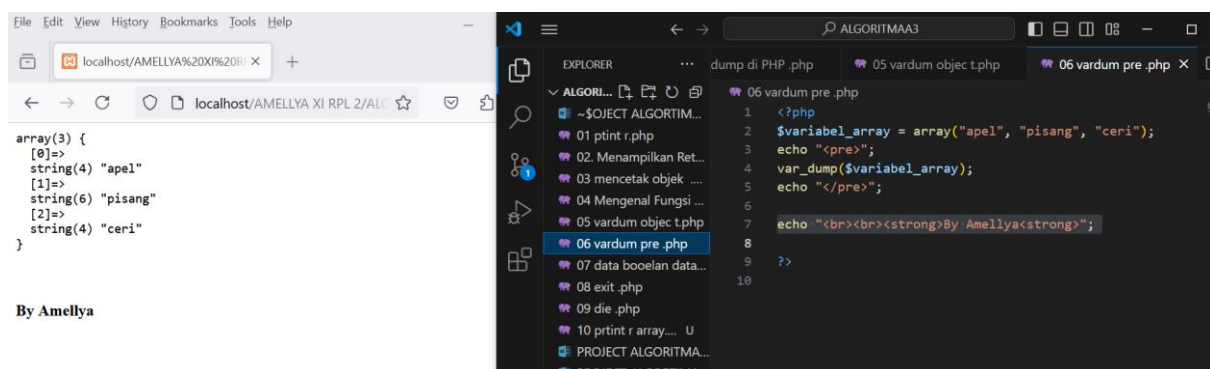 File Edit View History Bookmarks Tools Help
localhost/AMELLYA%20XI%20R
localhost/AMELLYA XI RPL 2/ALG
array(3) {
[0]=>
string(4) "apel"
[1]=>
string(6) "pisang"
[2]=>
string(4) "ceri"
}
By Amellya
ALGORITMAA3
EXPLORER
dump di PHP .php
05 vardum objec t.php
06 vardum pre .php
ALGORI...
~$OJECT ALGORTIM...
01 ptint r.php
02. Menampilkan Ret...
03 mencetak objek ....
04 Mengenal Fungsi ...
05 vardum objec t.php
06 vardum pre .php
07 data booelan data...
08 exit .php
09 die .php
10 prtint r array.... U
PROJECT ALGORITMA...
1
06 vardum pre .php
1 <?php
2 $variabel_array = array("apel", "pisang", "ceri");
3 echo "<pre>";
4 var_dump($variabel_array);
5 echo "</pre>";
6
7 echo "<br><br><strong>By Amellya<strong>";
8
9 ?>
10